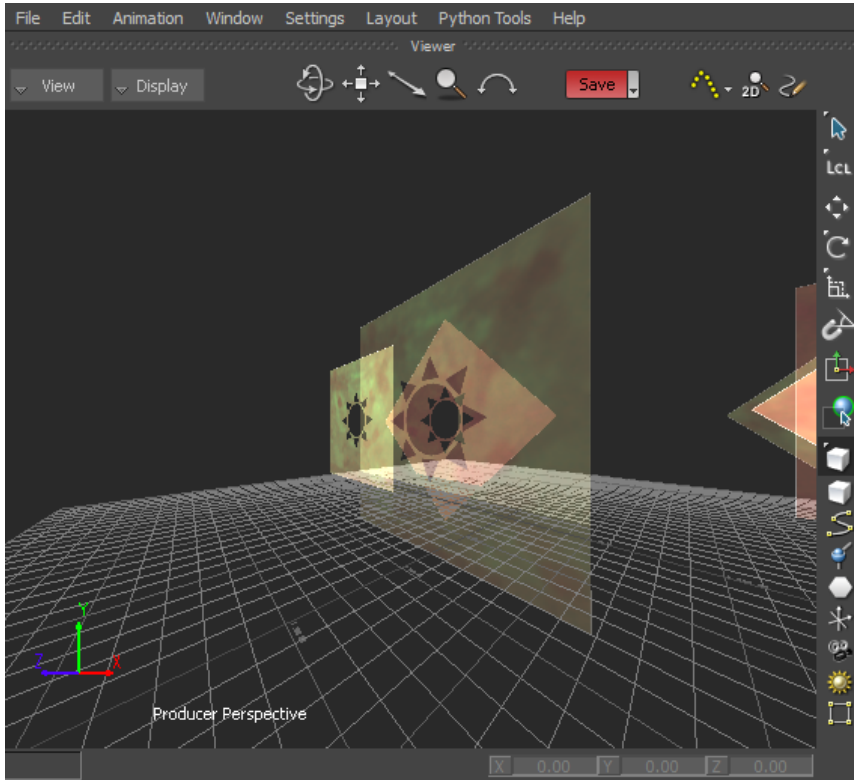 File Edit Animation Window Settings Layout Python Tools Help
Viewer
View Display Save 2D
LCL
Y
Z X
Producer Perspective
X 0.00 Y 0.00 Z 0.00